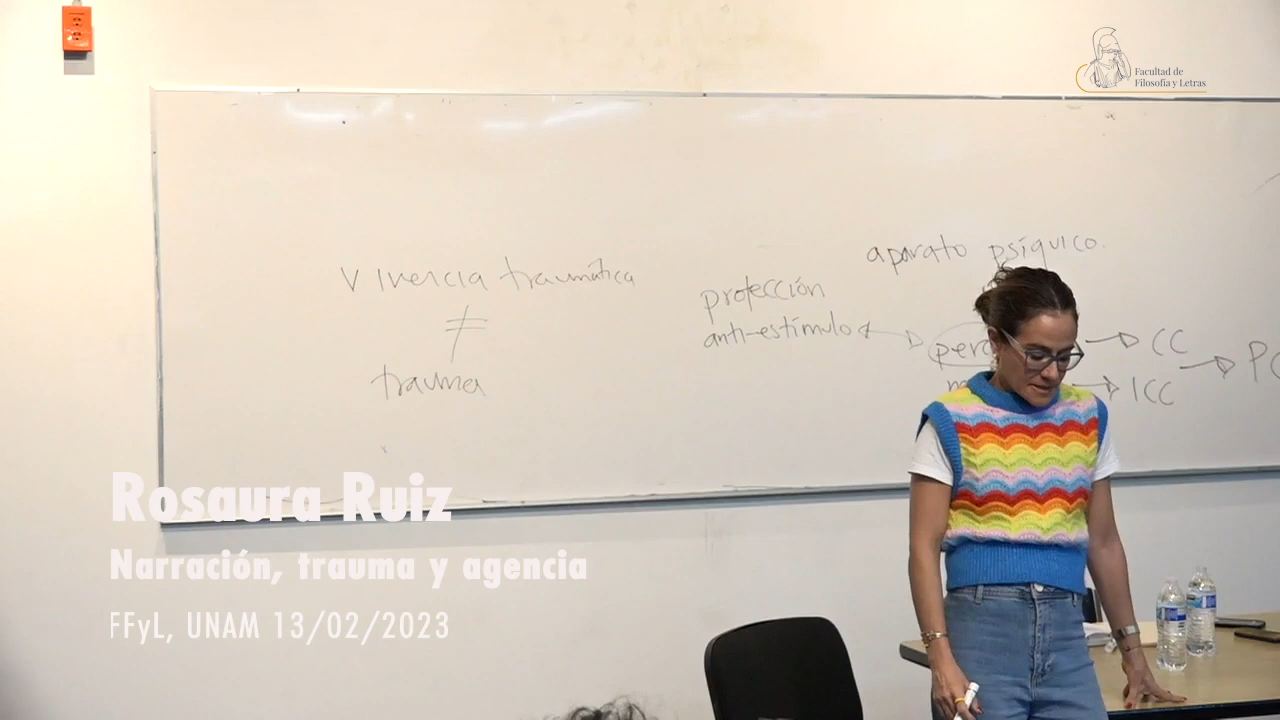 Facultad de
Filosofía y Letras
aparato psíquico.
Vivencia traumática
≠
trauma
protección
anti-estímulo
CC
ICC
Rosaura Ruiz
Narración, trauma y agencia
FFyL, UNAM 13/02/2023